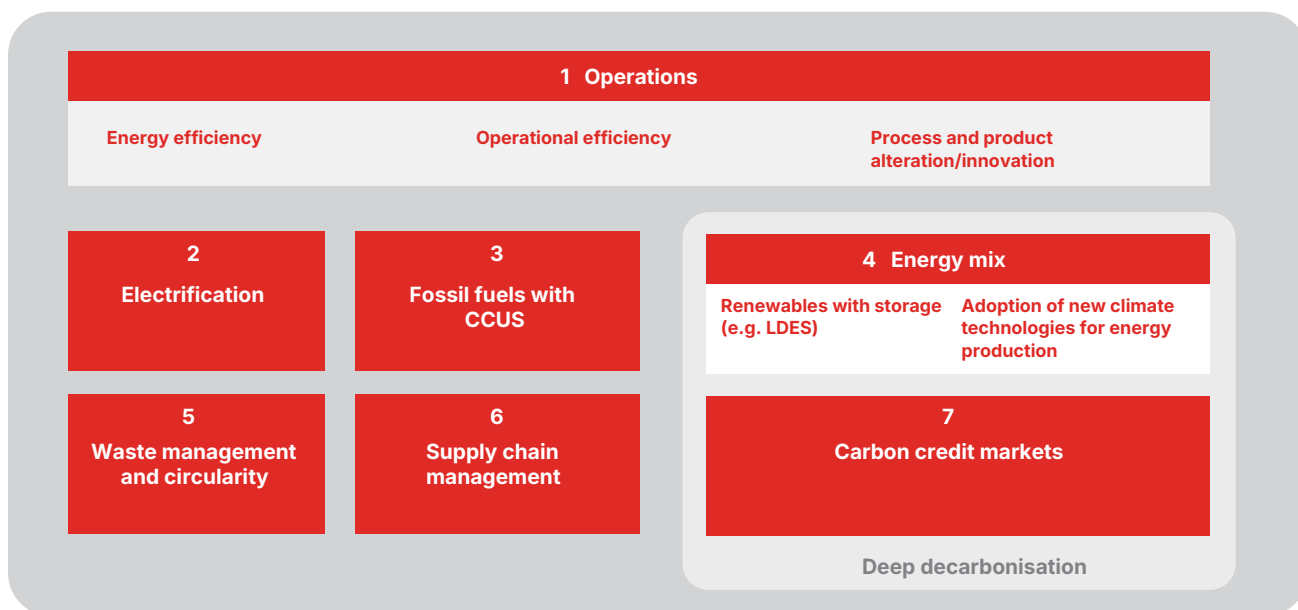 1 Operations
Energy efficiency
Operational efficiency
Process and product
alteration/innovation
2
Electrification
3
Fossil fuels with
CCUS
4 Energy mix
Renewables with storage
(e.g. LDES)
Adoption of new climate
technologies for energy
production
5
Waste management
and circularity
6
Supply chain
management
7
Carbon credit markets
Deep decarbonisation